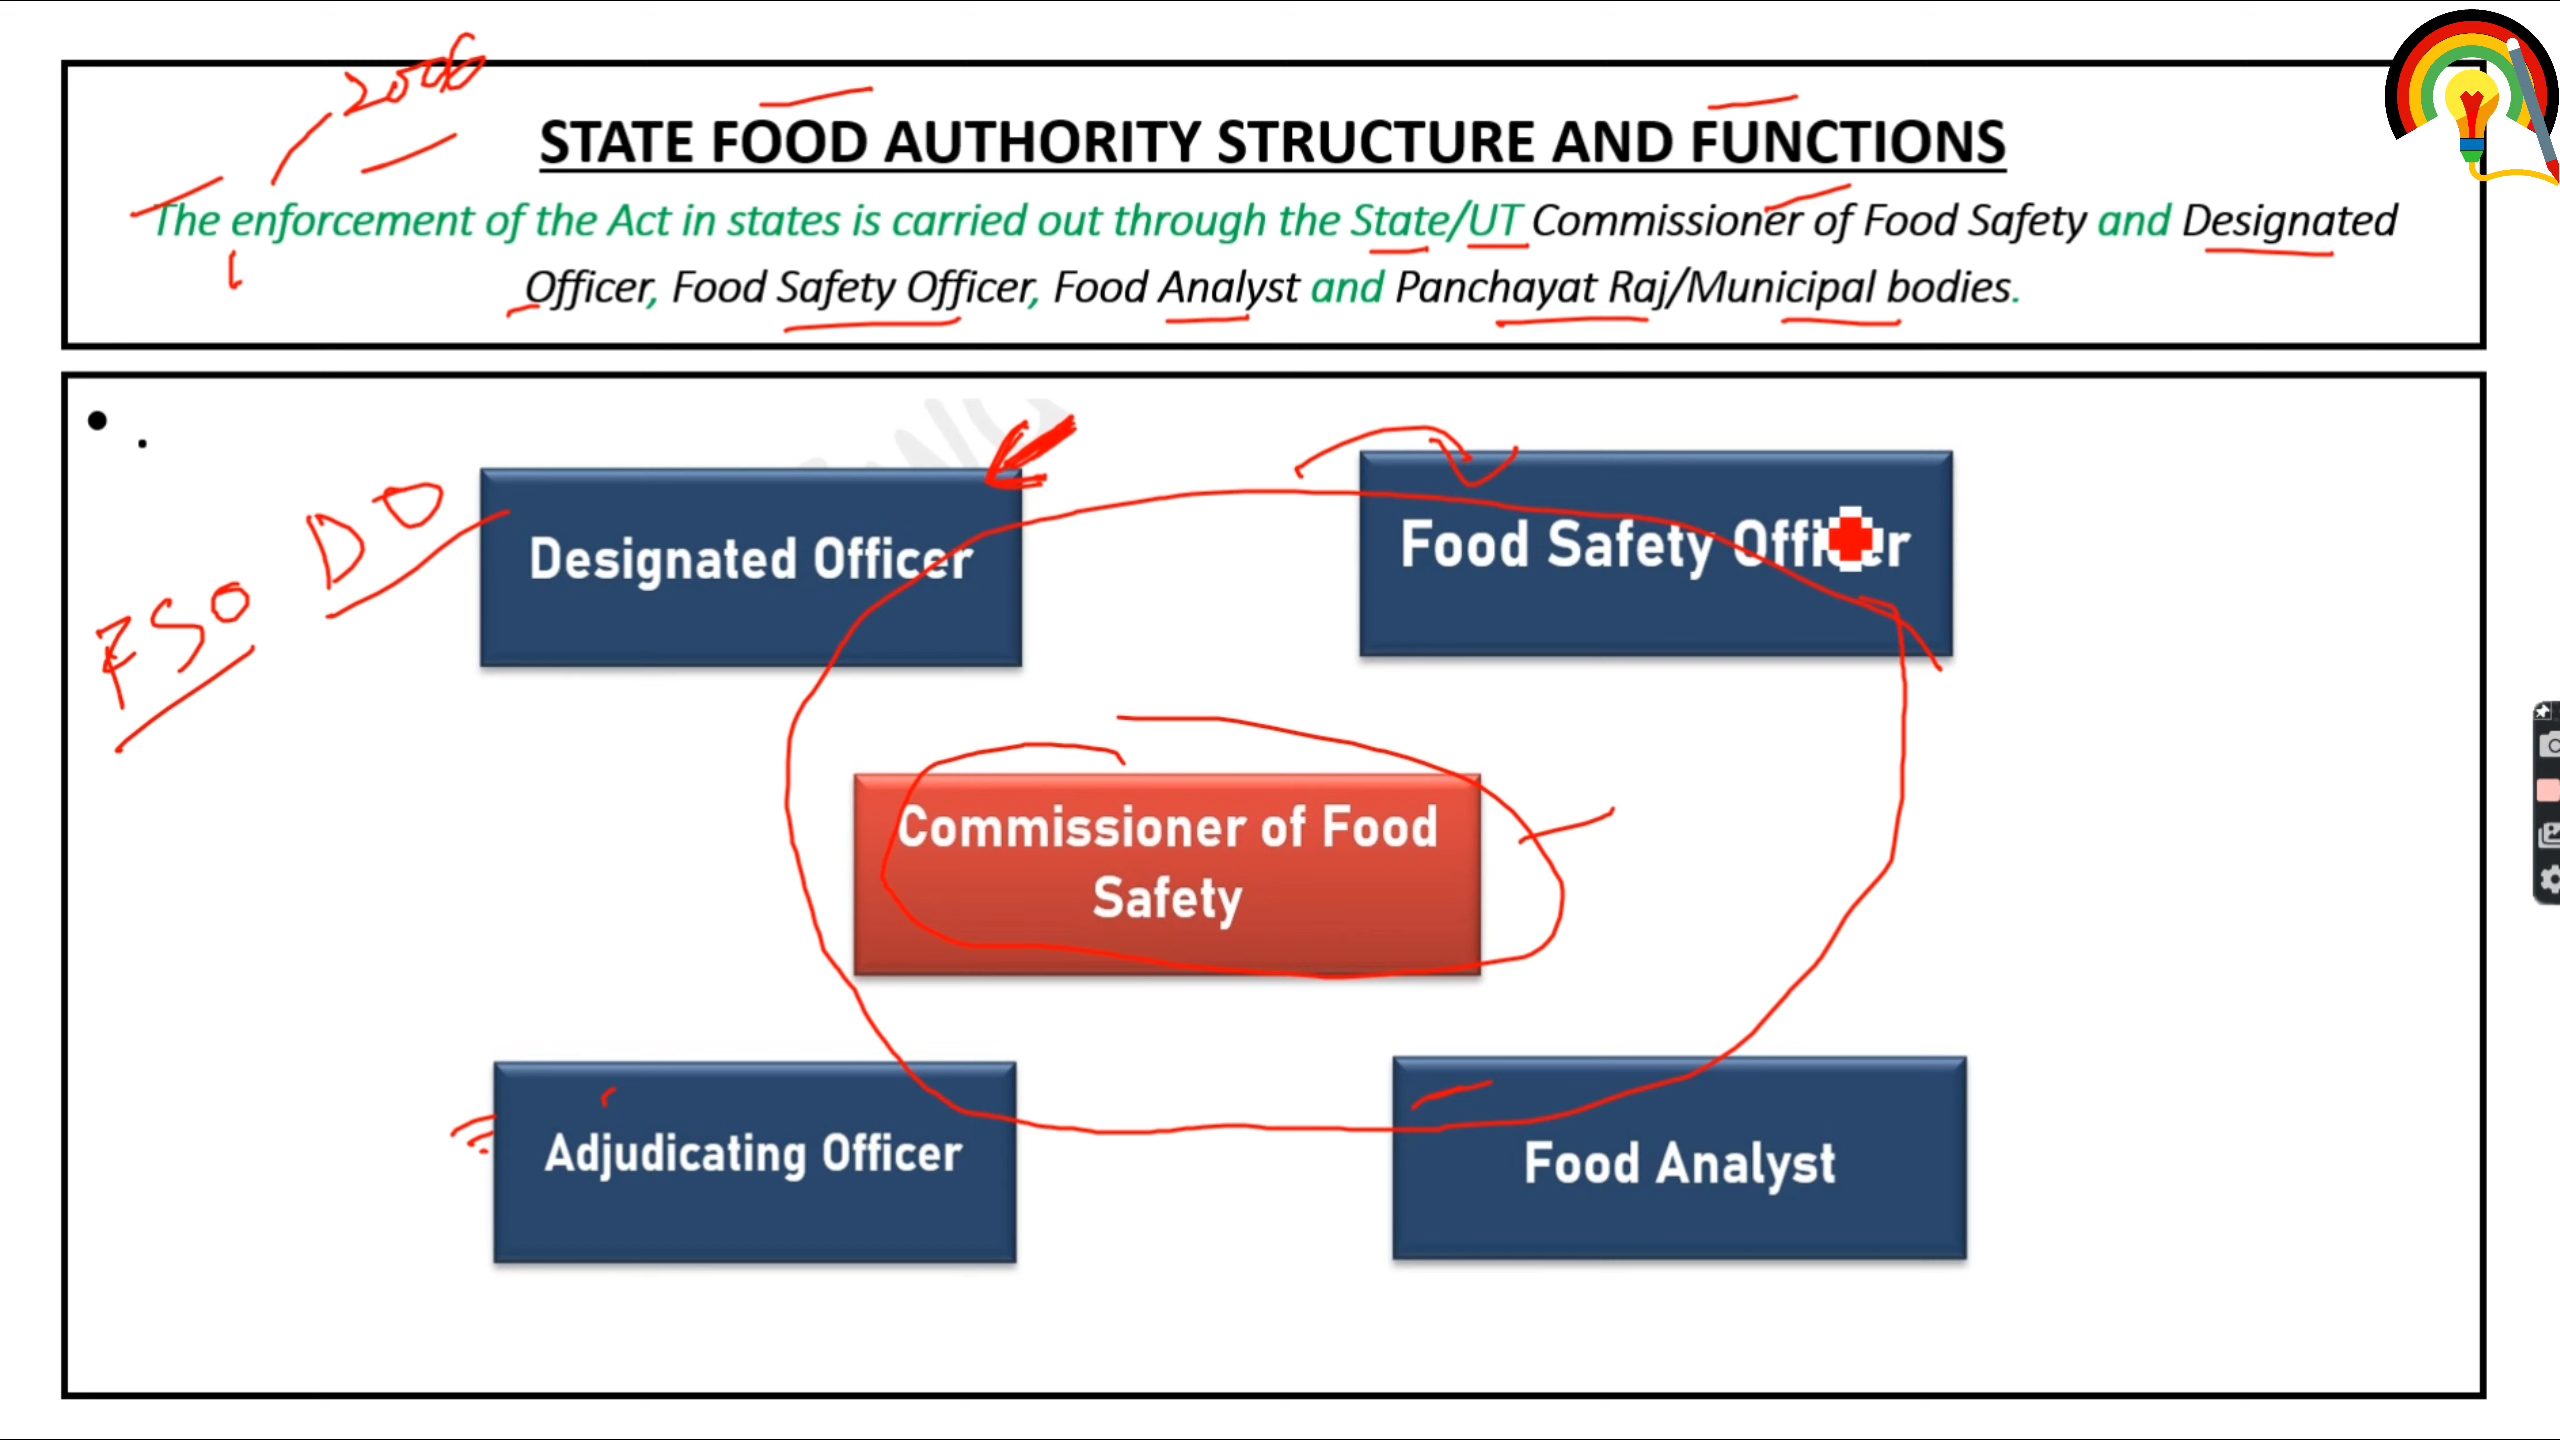 2006
STATE FOOD AUTHORITY STRUCTURE AND FUNCTIONS
The enforcement of the Act in states is carried out through the State/UT Commissioner of Food Safety and Designated
Officer, Food Safety Officer, Food Analyst and Panchayat Raj/Municipal bodies.
DO
FSO
Designated Officer
Food Safety Officer
Commissioner of Food
Safety
Adjudicating Officer
Food Analyst